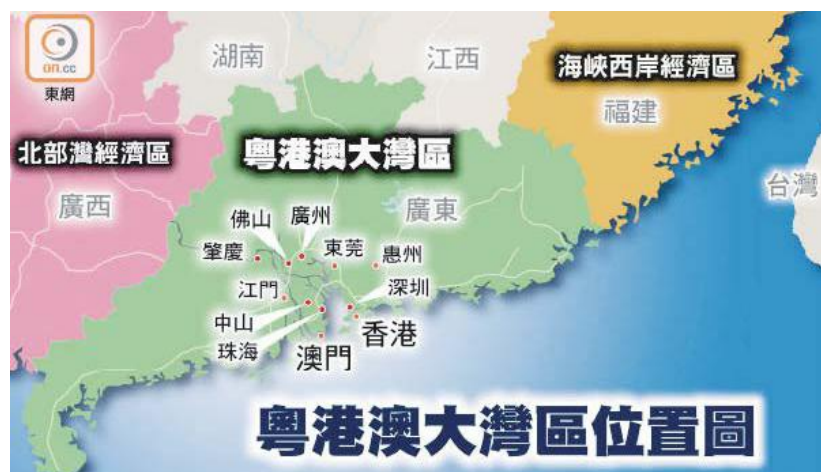 on.cc
東網
湖南
江西
海峽西岸經濟區
福建
北部灣經濟區
粵港澳大灣區
台灣
廣西
廣東
佛山
廣州
肇慶
東莞
惠州
江門
深圳
中山
香港
珠海
澳門
粵港澳大灣區位置圖